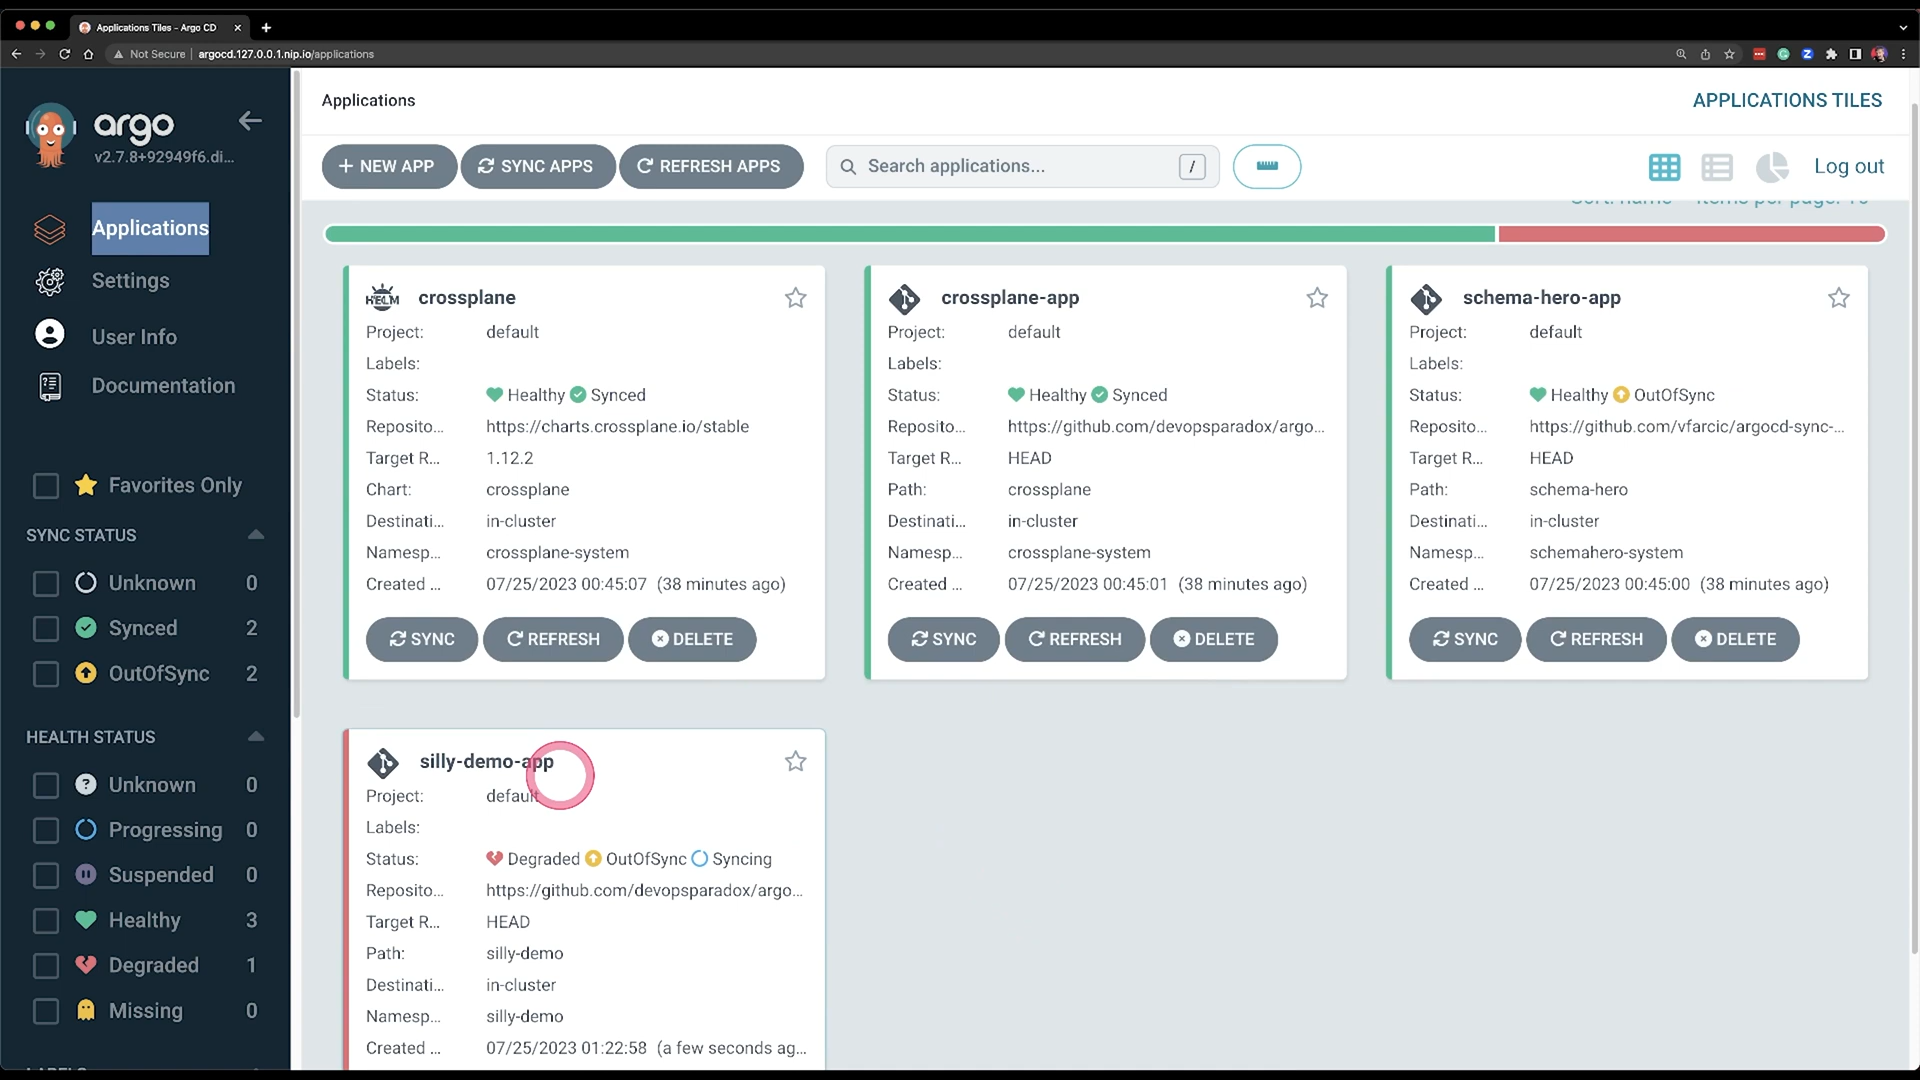 Applications Tiles - Argo CD
Not Secure
argocd.127.0.0.1.nip.io/applications
argo
v2.7.8+92949f6.di...
Applications
Settings
User Info
Documentation
Favorites Only
SYNC STATUS
Unknown 0
Synced 2
OutOfSync 2
HEALTH STATUS
Unknown 0
Progressing 0
Suspended 0
Healthy 3
Degraded 1
Missing 0
Applications
APPLICATIONS TILES
NEW APP
SYNC APPS
REFRESH APPS
Search applications...
/
Log out
HELM
crossplane
Project: default
Labels:
Status: Healthy Synced
Reposito... https://charts.crossplane.io/stable
Target R... 1.12.2
Chart: crossplane
Destinati... in-cluster
Namesp... crossplane-system
Created ... 07/25/2023 00:45:07 (38 minutes ago)
SYNC REFRESH DELETE
crossplane-app
Project: default
Labels:
Status: Healthy Synced
Reposito... https://github.com/devopsparadox/argo...
Target R... HEAD
Path: crossplane
Destinati... in-cluster
Namesp... crossplane-system
Created ... 07/25/2023 00:45:01 (38 minutes ago)
SYNC REFRESH DELETE
schema-hero-app
Project: default
Labels:
Status: Healthy OutOfSync
Reposito... https://github.com/vfarcic/argocd-sync-...
Target R... HEAD
Path: schema-hero
Destinati... in-cluster
Namesp... schemahero-system
Created ... 07/25/2023 00:45:00 (38 minutes ago)
SYNC REFRESH DELETE
silly-demo-app
Project: default
Labels:
Status: Degraded OutOfSync Syncing
Reposito... https://github.com/devopsparadox/argo...
Target R... HEAD
Path: silly-demo
Destinati... in-cluster
Namesp... silly-demo
Created ... 07/25/2023 01:22:58 (a few seconds ag...